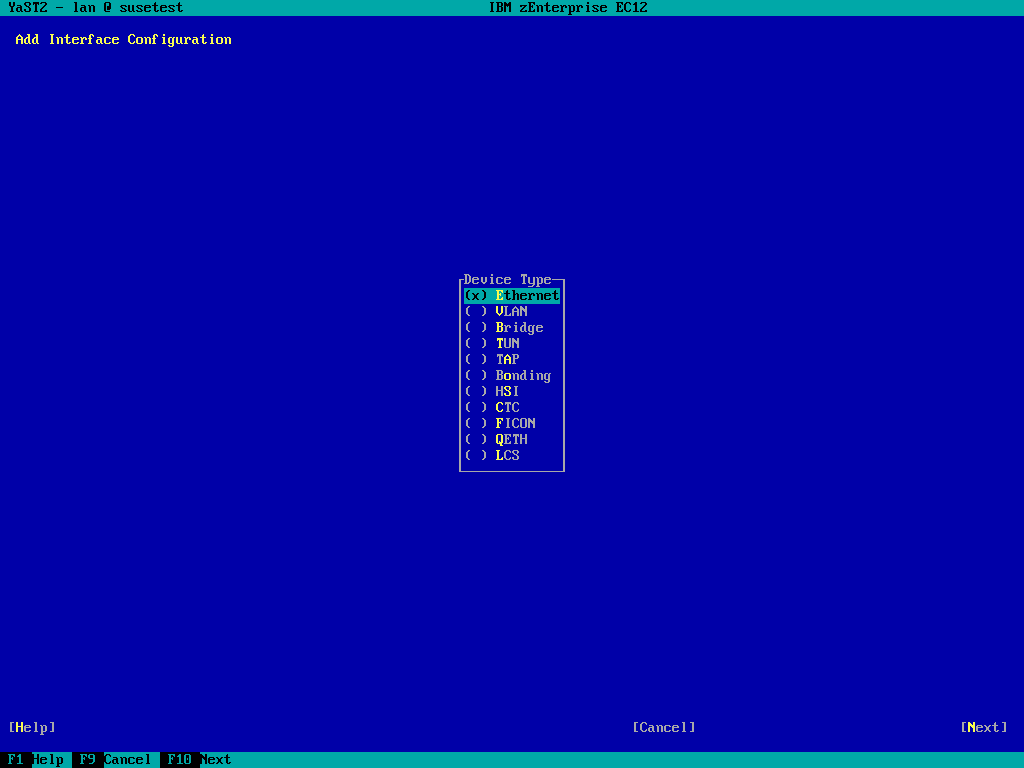 YaST2 - lan @ susetest IBM zEnterprise EC12
Add Interface Configuration
Device Type
(x) Ethernet
( ) VLAN
( ) Bridge
( ) TUN
( ) TAP
( ) Bonding
( ) HSI
( ) CTC
( ) FICON
( ) QETH
( ) LCS
[Help] [Cancel] [Next]
F1 Help F9 Cancel F10 Next